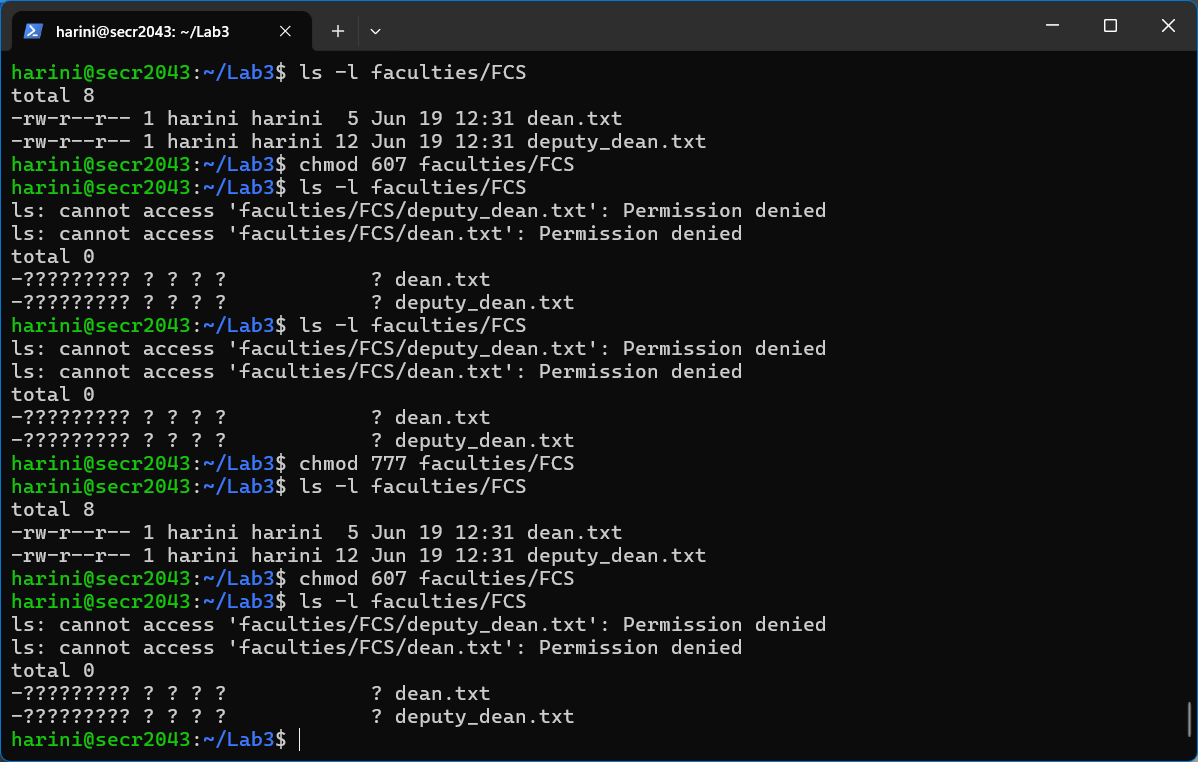 harini@secr2043: ~/Lab3
harini@secr2043:~/Lab3$ ls -l faculties/FCS
total 8
-rw-r--r-- 1 harini harini  5 Jun 19 12:31 dean.txt
-rw-r--r-- 1 harini harini 12 Jun 19 12:31 deputy_dean.txt
harini@secr2043:~/Lab3$ chmod 607 faculties/FCS
harini@secr2043:~/Lab3$ ls -l faculties/FCS
ls: cannot access 'faculties/FCS/deputy_dean.txt': Permission denied
ls: cannot access 'faculties/FCS/dean.txt': Permission denied
total 0
-????????? ? ? ? ?            ? dean.txt
-????????? ? ? ? ?            ? deputy_dean.txt
harini@secr2043:~/Lab3$ ls -l faculties/FCS
ls: cannot access 'faculties/FCS/deputy_dean.txt': Permission denied
ls: cannot access 'faculties/FCS/dean.txt': Permission denied
total 0
-????????? ? ? ? ?            ? dean.txt
-????????? ? ? ? ?            ? deputy_dean.txt
harini@secr2043:~/Lab3$ chmod 777 faculties/FCS
harini@secr2043:~/Lab3$ ls -l faculties/FCS
total 8
-rw-r--r-- 1 harini harini  5 Jun 19 12:31 dean.txt
-rw-r--r-- 1 harini harini 12 Jun 19 12:31 deputy_dean.txt
harini@secr2043:~/Lab3$ chmod 607 faculties/FCS
harini@secr2043:~/Lab3$ ls -l faculties/FCS
ls: cannot access 'faculties/FCS/deputy_dean.txt': Permission denied
ls: cannot access 'faculties/FCS/dean.txt': Permission denied
total 0
-????????? ? ? ? ?            ? dean.txt
-????????? ? ? ? ?            ? deputy_dean.txt
harini@secr2043:~/Lab3$